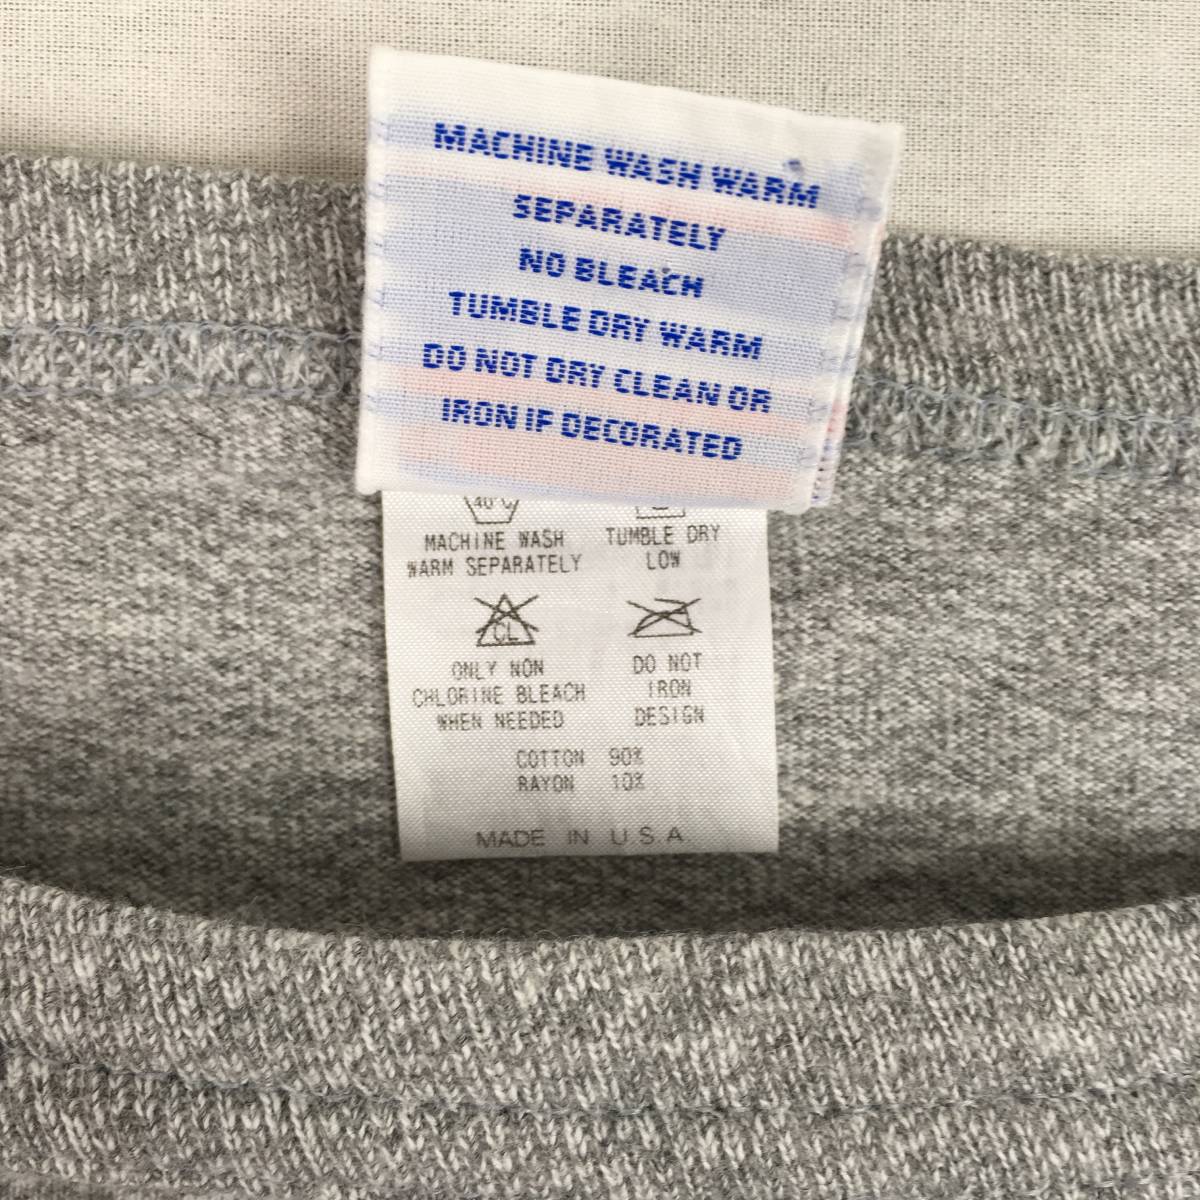 MACHINE WASH WARM
SEPARATELY
NO BLEACH
TUMBLE DRY WARM
DO NOT DRY CLEAN OR
IRON IF DECORATED
40°C
MACHINE WASH
WARM SEPARATELY
TUMBLE DRY
LOW
CL
ONLY NON
CHLORINE BLEACH
WHEN NEEDED
DO NOT
IRON
DESIGN
COTTON 90%
RAYON 10%
MADE IN U.S.A.